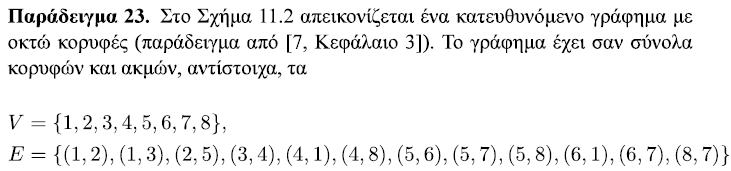 Παράδειγμα 23. Στο Σχήμα 11.2 απεικονίζεται ένα κατευθυνόμενο γράφημα με
οκτώ κορυφές (παράδειγμα από [7, Κεφάλαιο 3]). Το γράφημα έχει σαν σύνολα
κορυφών και ακμών, αντίστοιχα, τα
V = {1, 2, 3, 4, 5, 6, 7, 8},
E = {(1, 2), (1, 3), (2, 5), (3, 4), (4, 1), (4, 8), (5, 6), (5, 7), (5, 8), (6, 1), (6, 7), (8, 7)}